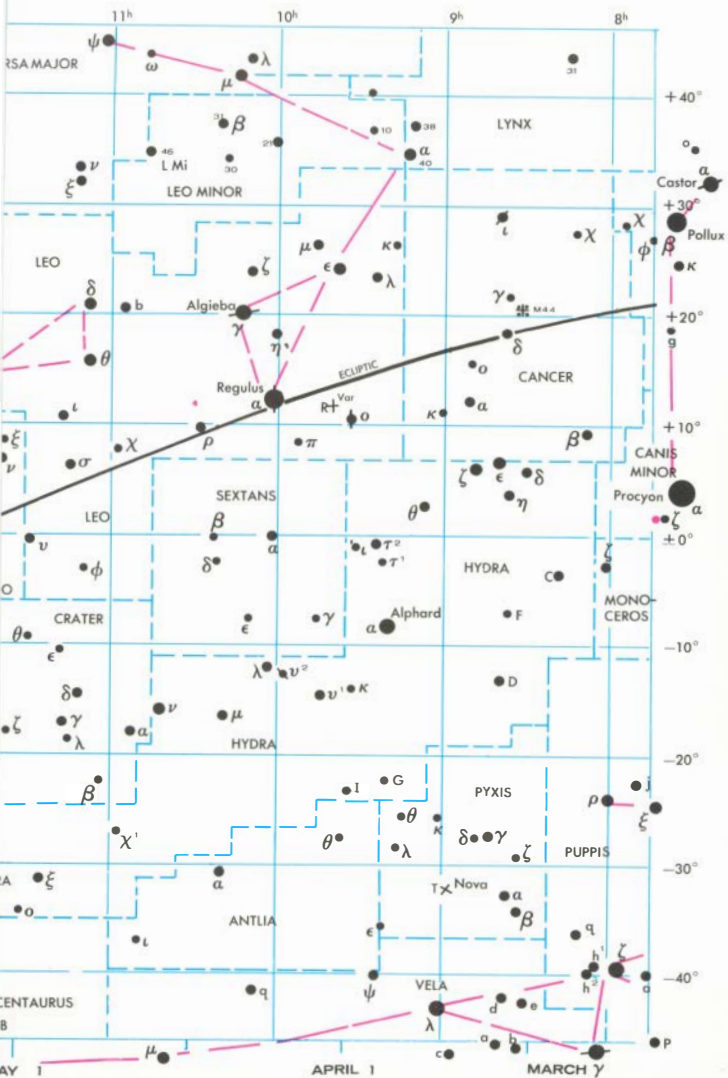 11h 10h 9h 8h
ψ
ω
λ
RSA MAJOR
μ
31
+40°
31
β
10
38
LYNX
21
46
α
ο
L Mi
30
40
ν
α
Castor
ξ
LEO MINOR
+30°
ι
χ
χ
Pollux
μ
κ
φ
β
LEO
ζ
ε
κ
λ
δ
b
Algieba
γ
M44
+20°
γ
η
δ
g
θ
ECLIPTIC
ο
CANCER
Regulus
α
Var
R
ο
κ
α
ι
+10°
ξ
χ
ρ
π
β
CANIS
MINOR
ν
σ
ζ
ε
δ
SEXTANS
Procyon
α
η
LEO
β
θ
ζ
±0°
υ
α
ι
τ²
ζ
φ
δ
τ¹
HYDRA
C
O
MONO-
CEROS
CRATER
ε
γ
Alphard
F
θ
α
ε
-10°
λ
υ²
δ
υ¹
κ
D
ν
ζ
γ
α
μ
λ
HYDRA
-20°
β
I
G
PYXIS
j
ρ
θ
κ
ξ
χ¹
θ
δ
γ
λ
ζ
PUPPIS
-30°
RA
ξ
α
T
Nova
α
ο
ANTLIA
β
ε
q
ι
h¹
ζ
-40°
ψ
VELA
h²
a
CENTAURUS
q
d
e
λ
B
a
b
P
μ
c
AY 1
APRIL 1
MARCH
γ